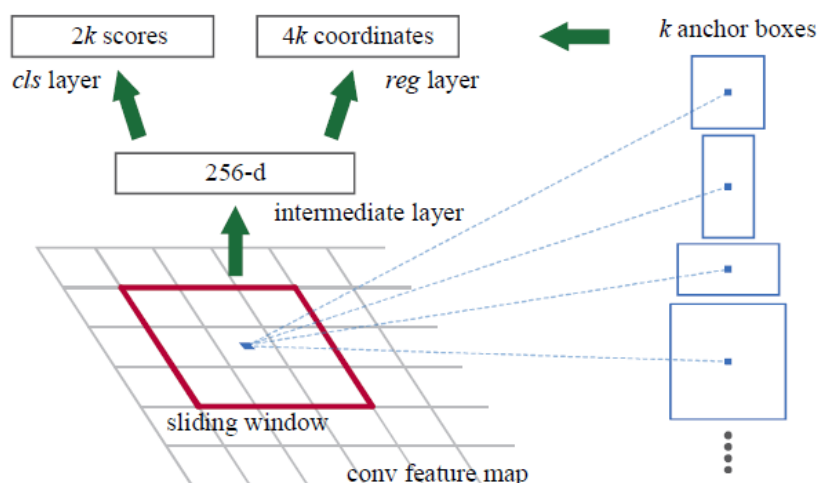 2k scores
4k coordinates
k anchor boxes
cls layer
reg layer
256-d
intermediate layer
sliding window
conv feature map